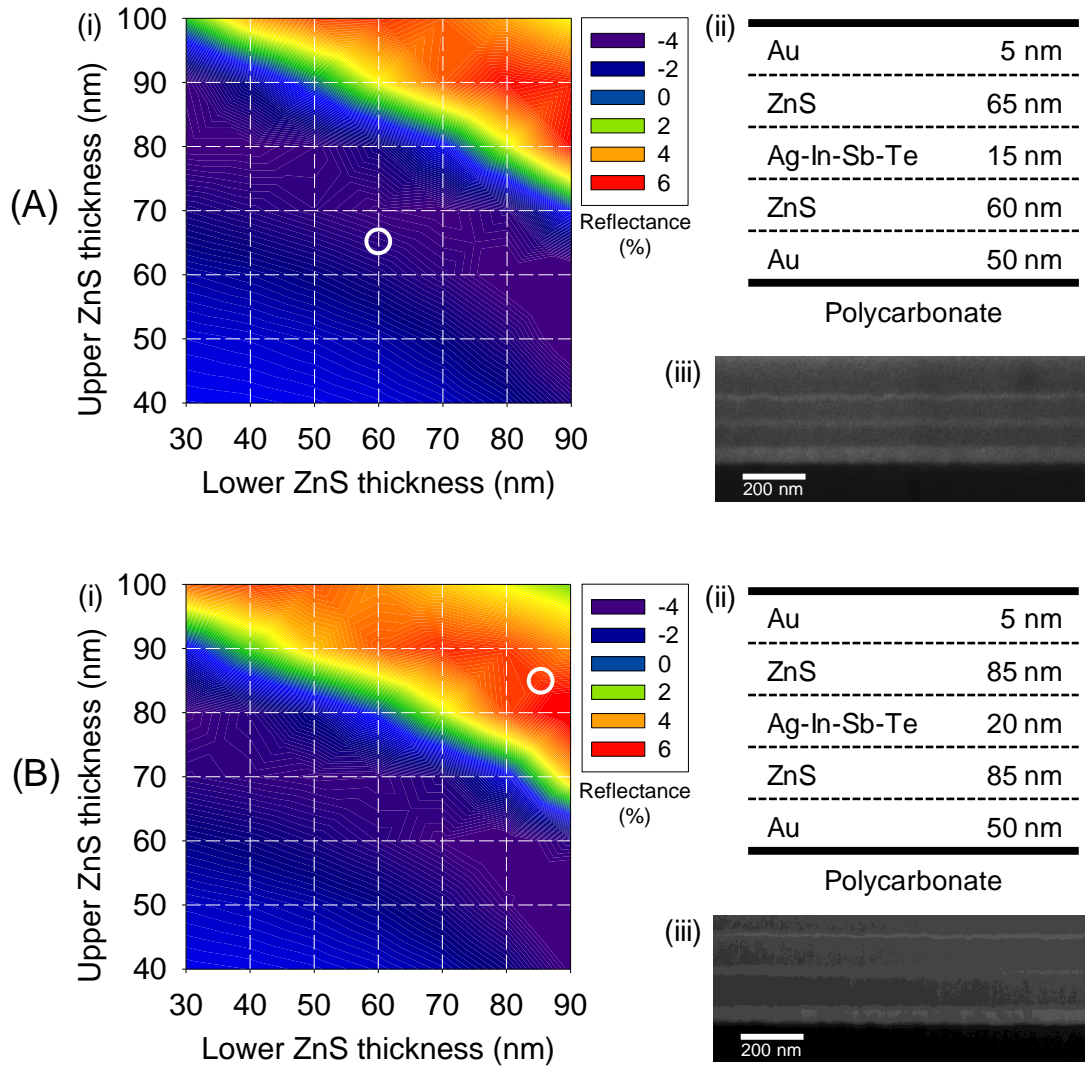 (A)
(i)
Upper ZnS thickness (nm)
100
90
80
70
60
50
40
30 40 50 60 70 80 90
Lower ZnS thickness (nm)
-4
-2
0
2
4
6
Reflectance
(%)
(ii)
Au 5 nm
ZnS 65 nm
Ag-In-Sb-Te 15 nm
ZnS 60 nm
Au 50 nm
Polycarbonate
(iii)
200 nm
(B)
(i)
Upper ZnS thickness (nm)
100
90
80
70
60
50
40
30 40 50 60 70 80 90
Lower ZnS thickness (nm)
-4
-2
0
2
4
6
Reflectance
(%)
(ii)
Au 5 nm
ZnS 85 nm
Ag-In-Sb-Te 20 nm
ZnS 85 nm
Au 50 nm
Polycarbonate
(iii)
200 nm